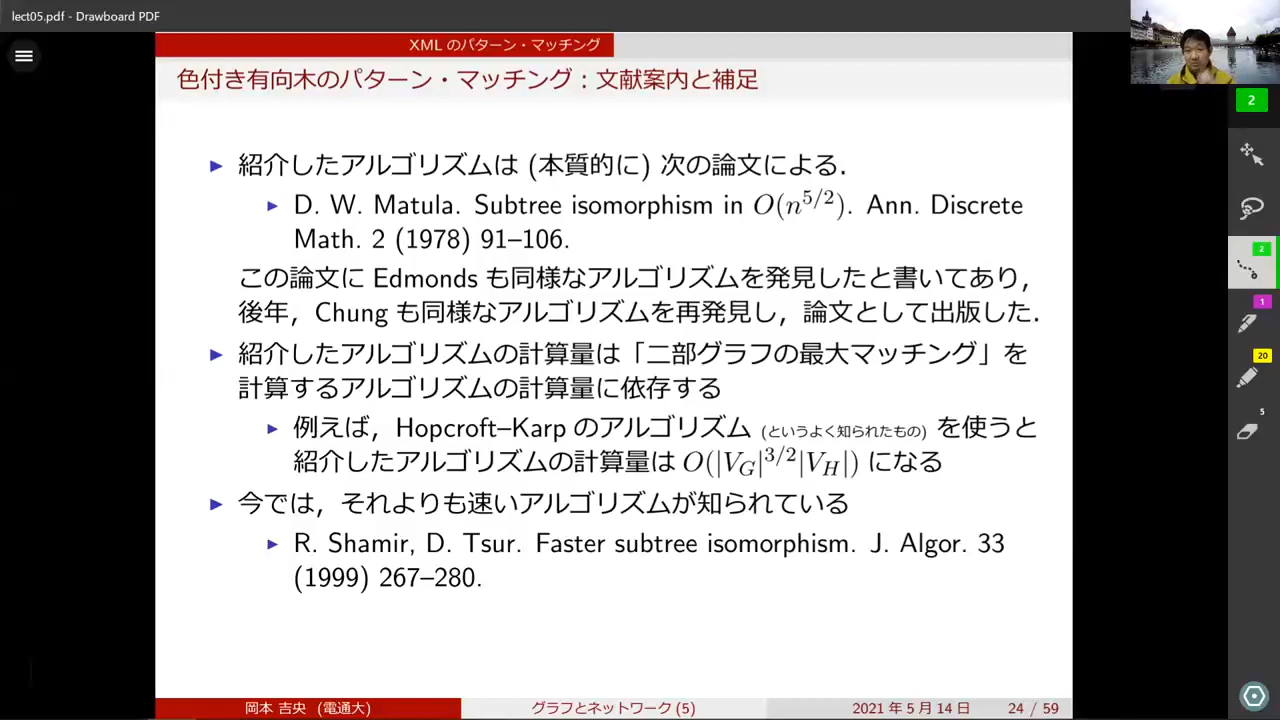 lect05.pdf - Drawboard PDF
XML のパターン・マッチング
色付き有向木のパターン・マッチング : 文献案内と補足
▶ 紹介したアルゴリズムは (本質的に) 次の論文による.
▶ D. W. Matula. Subtree isomorphism in O(n^{5/2}). Ann. Discrete
Math. 2 (1978) 91–106.
この論文に Edmonds も同様なアルゴリズムを発見したと書いてあり,
後年, Chung も同様なアルゴリズムを再発見し, 論文として出版した.
▶ 紹介したアルゴリズムの計算量は「二部グラフの最大マッチング」を
計算するアルゴリズムの計算量に依存する
▶ 例えば, Hopcroft–Karp のアルゴリズム (というよく知られたもの) を使うと
紹介したアルゴリズムの計算量は O(|V_G|^{3/2}|V_H|) になる
▶ 今では, それよりも速いアルゴリズムが知られている
▶ R. Shamir, D. Tsur. Faster subtree isomorphism. J. Algor. 33
(1999) 267–280.
岡本 吉央 (電通大)
グラフとネットワーク (5)
2021 年 5 月 14 日
24 / 59
2
2
1
20
5